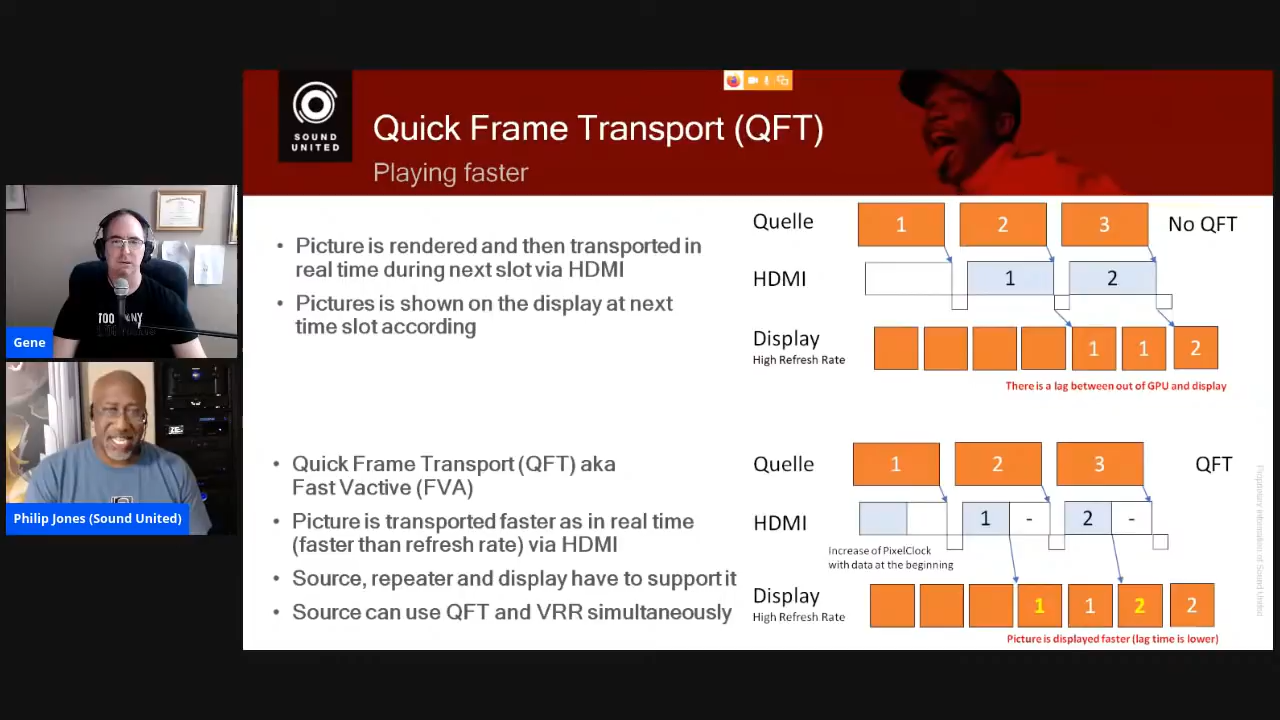 SOUND
UNITED
Quick Frame Transport (QFT)
Playing faster
• Picture is rendered and then transported in
real time during next slot via HDMI
• Pictures is shown on the display at next
time slot according
Quelle
1
2
3
No QFT
HDMI
1
2
Display
High Refresh Rate
1
1
2
There is a lag between out of GPU and display
• Quick Frame Transport (QFT) aka
Fast Vactive (FVA)
• Picture is transported faster as in real time
(faster than refresh rate) via HDMI
• Source, repeater and display have to support it
• Source can use QFT and VRR simultaneously
Quelle
1
2
3
QFT
HDMI
1
-
2
-
Increase of PixelClock
with data at the beginning
Display
High Refresh Rate
1
1
2
2
Picture is displayed faster (lag time is lower)
Proprietary information of Sound United
TOO
Gene
Philip Jones (Sound United)